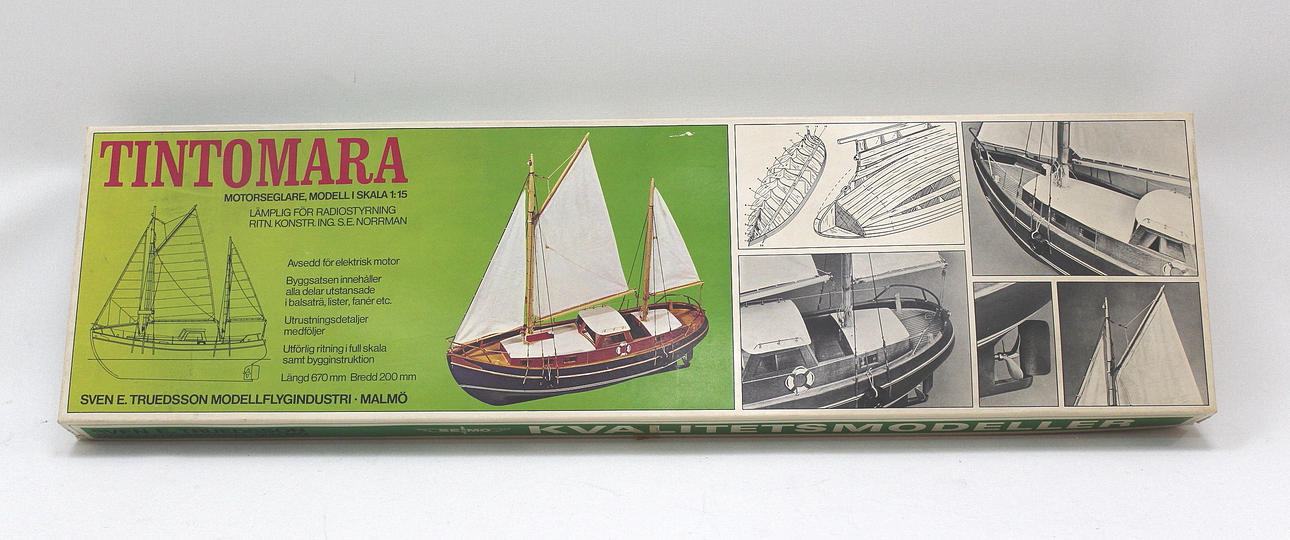 TINTOMARA
MOTORSEGLARE, MODELL I SKALA 1:15
LÄMPLIG FÖR RADIOSTYRNING
RITN. KONSTR. ING. S.E. NORRMAN
Avsedd för elektrisk motor
Byggsatsen innehåller
alla delar utstansade
i balsaträ, lister, fanér etc.
Utrustningsdetaljer
medföljer
Utförlig ritning i full skala
samt bygginstruktion
Längd 670 mm Bredd 200 mm
SVEN E. TRUEDSSON MODELLFLYGINDUSTRI · MALMÖ
SVEN E. TRUEDSSON
KVALITETSMODELLER